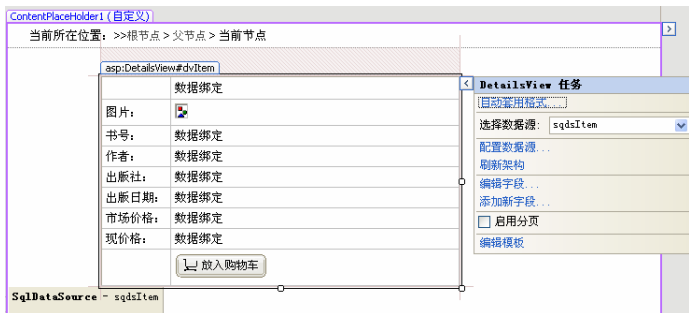 ContentPlaceHolder1 (自定义)
当前所在位置: >>根节点 > 父节点 > 当前节点
asp:DetailsView#dvItem
数据绑定
图片:
书号: 数据绑定
作者: 数据绑定
出版社: 数据绑定
出版日期: 数据绑定
市场价格: 数据绑定
现价格: 数据绑定
放入购物车
SqlDataSource - sqdsItem
DetailsView 任务
自动套用格式...
选择数据源: sqdsItem
配置数据源...
刷新架构
编辑字段...
添加新字段...
启用分页
编辑模板